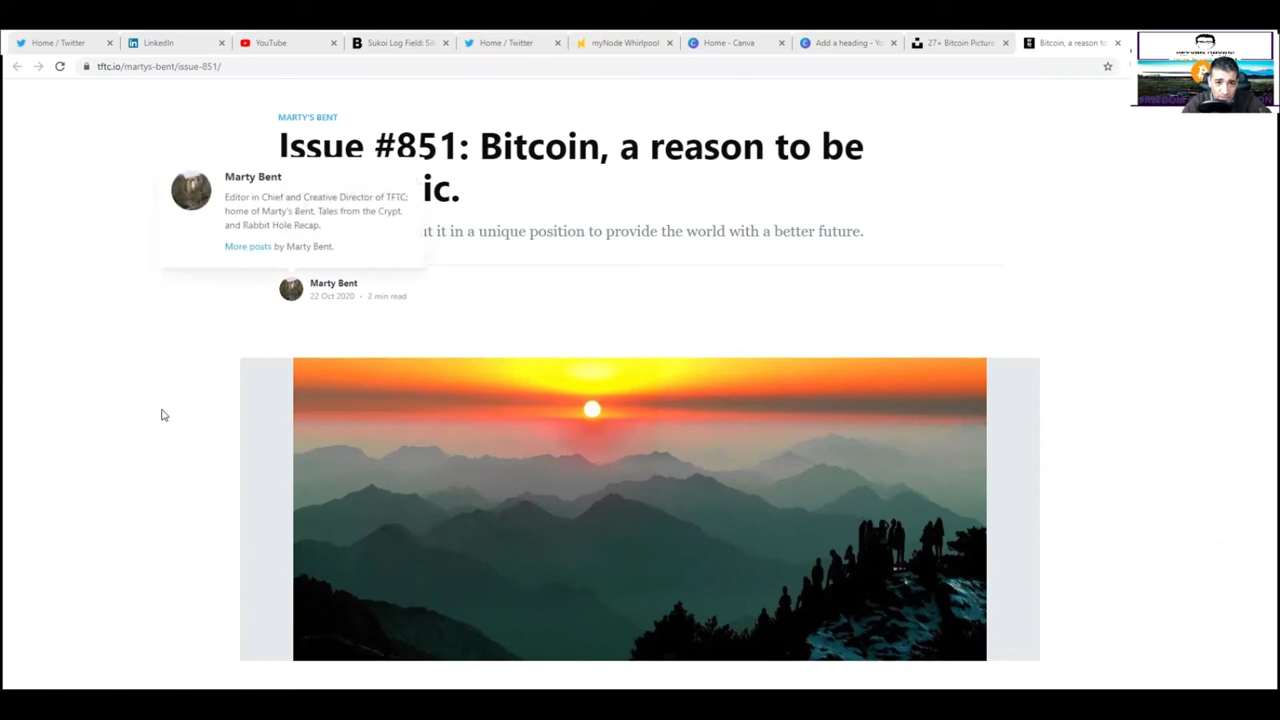 Home / Twitter
LinkedIn
YouTube
Sukoi Log Field: Si
Home / Twitter
myNode Whirlpool
Home - Canva
Add a heading - Yo
27+ Bitcoin Picture
Bitcoin, a reason to
tftc.io/martys-bent/issue-851/
MARTY'S BENT
Issue #851: Bitcoin, a reason to be
ic.
Marty Bent
Editor in Chief and Creative Director of TFTC;
home of Marty's Bent, Tales from the Crypt,
and Rabbit Hole Recap.
More posts by Marty Bent.
ut it in a unique position to provide the world with a better future.
Marty Bent
22 Oct 2020 • 2 min read